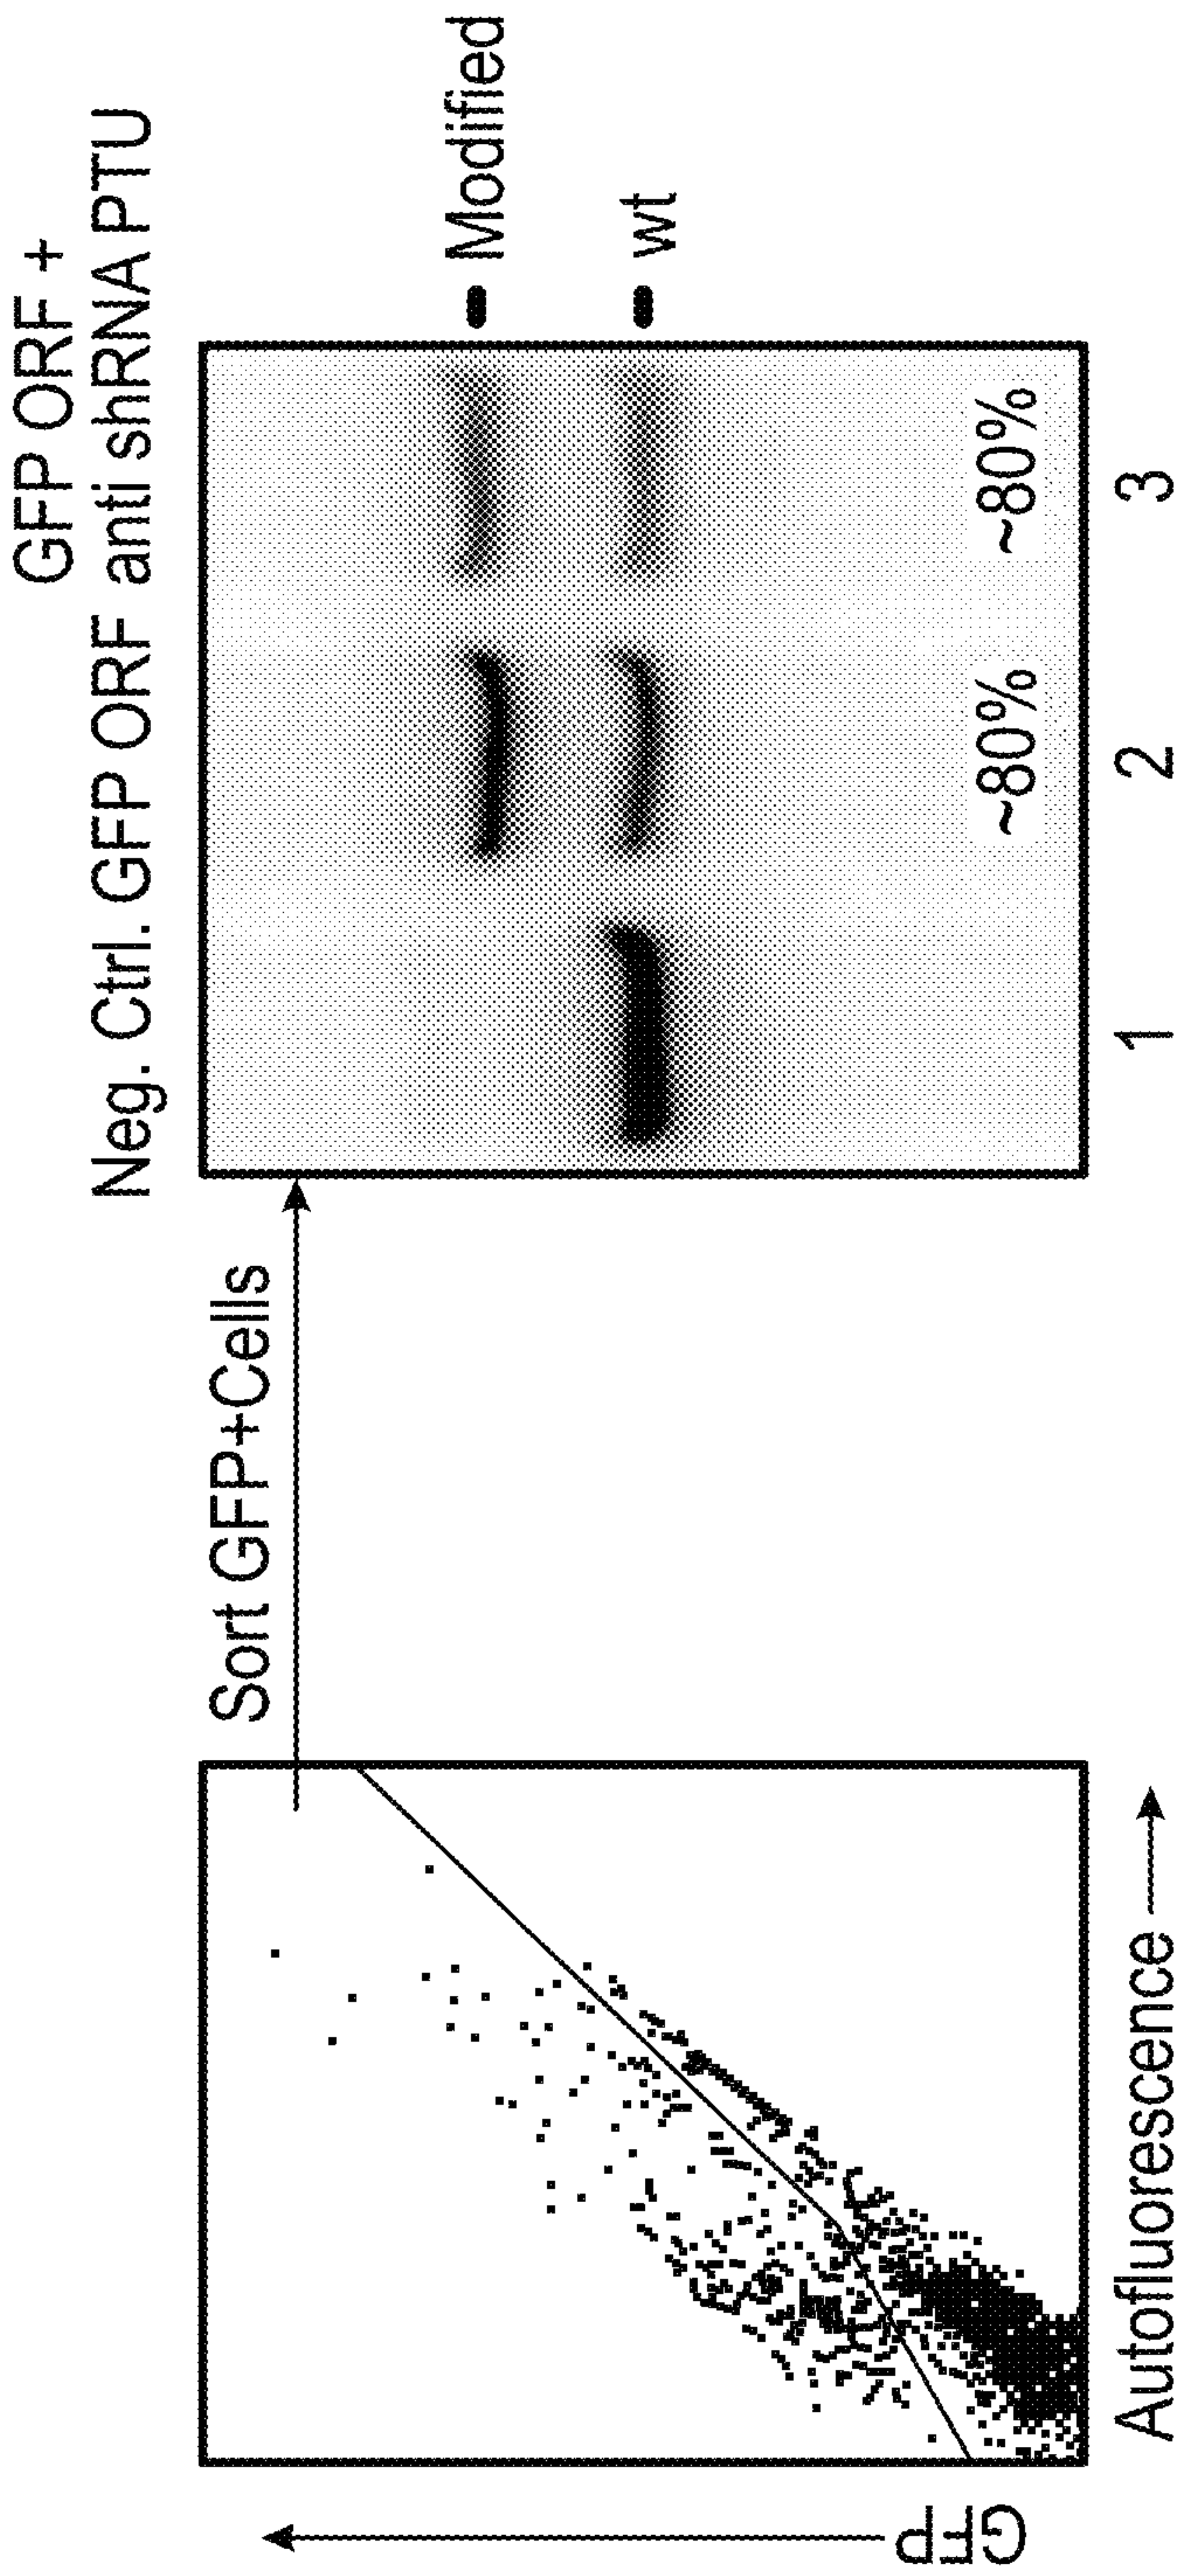 GFP ORF +
Neg. Ctrl. GFP ORF anti shRNA PTU
Sort GFP+Cells
Modified
wt
~80% ~80%
1 2 3
GFP
Autofluorescence